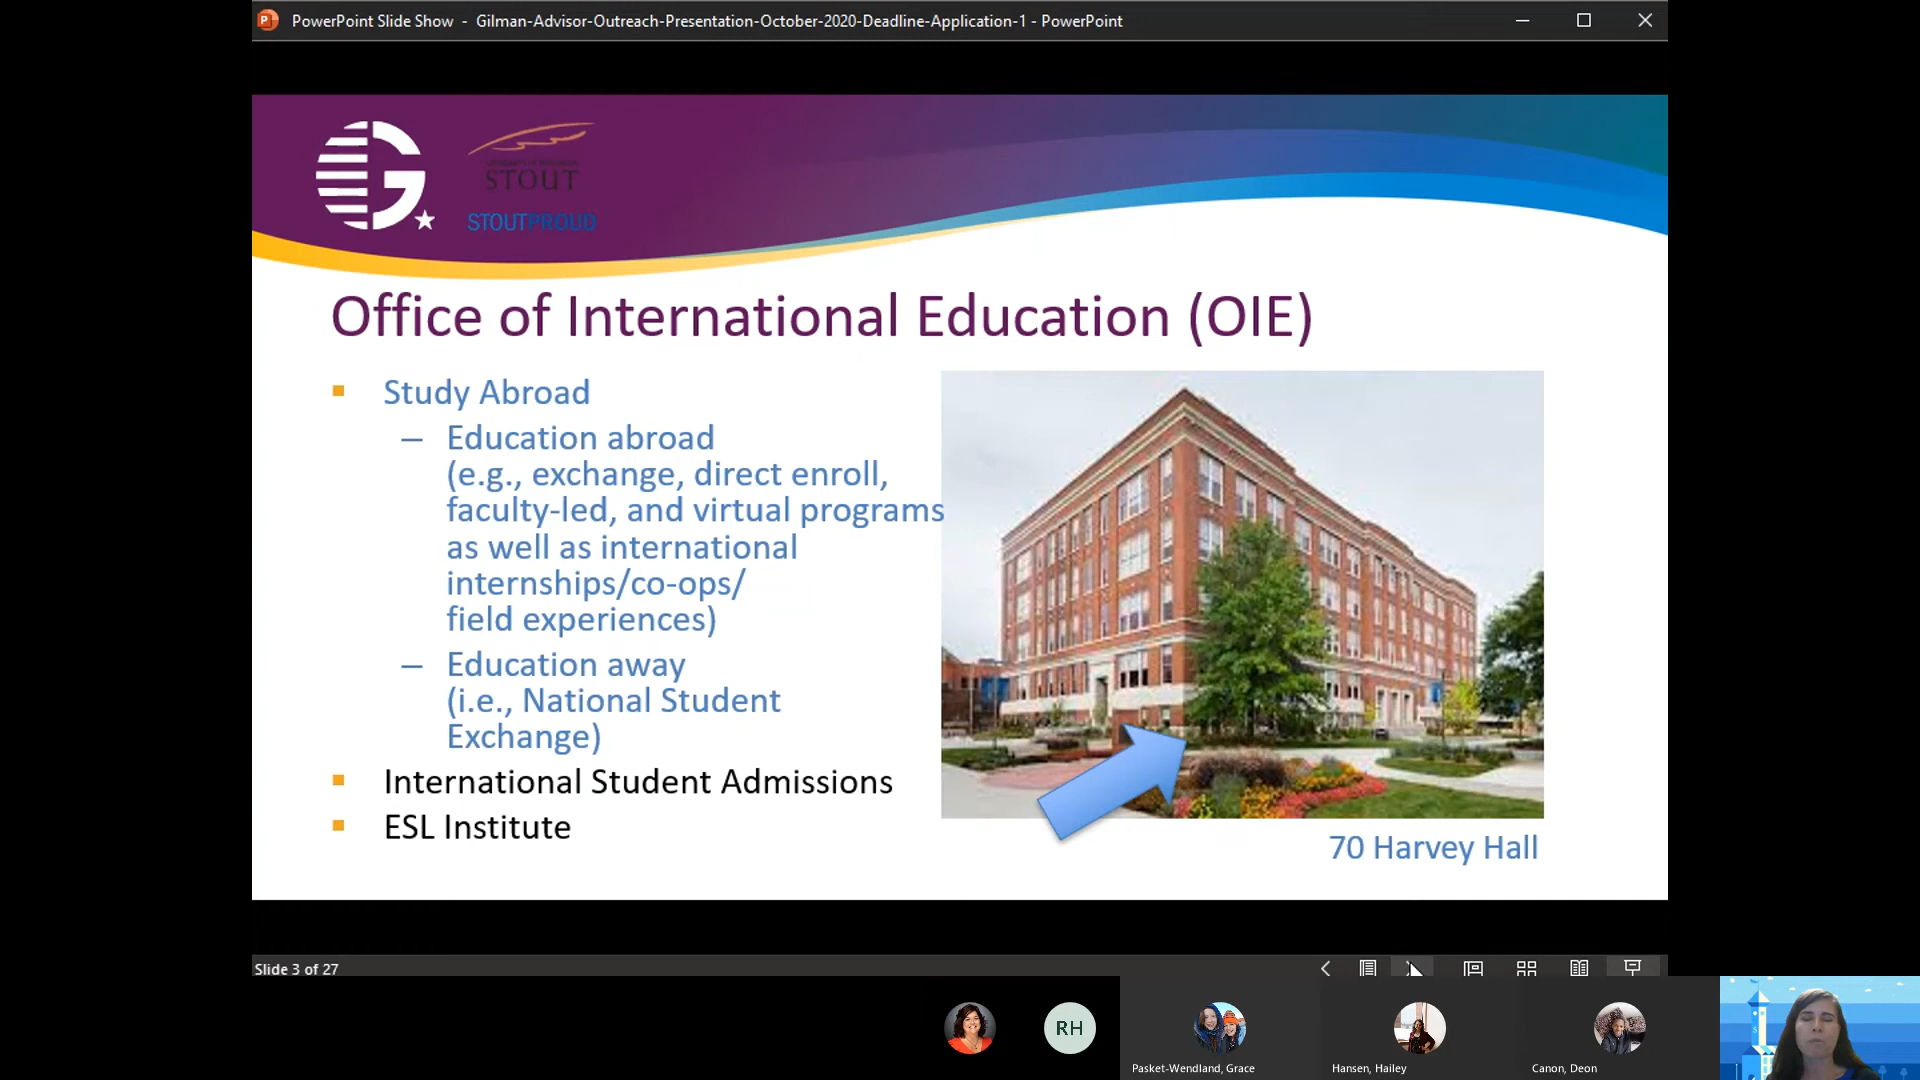 PowerPoint Slide Show - Gilman-Advisor-Outreach-Presentation-October-2020-Deadline-Application-1 - PowerPoint
G
STOUT
STOUTPROUD
Office of International Education (OIE)
Study Abroad
– Education abroad
(e.g., exchange, direct enroll,
faculty-led, and virtual programs
as well as international
internships/co-ops/
field experiences)
– Education away
(i.e., National Student
Exchange)
International Student Admissions
ESL Institute
70 Harvey Hall
Slide 3 of 27
RH
Pasket-Wendland, Grace
Hansen, Hailey
Canon, Deon